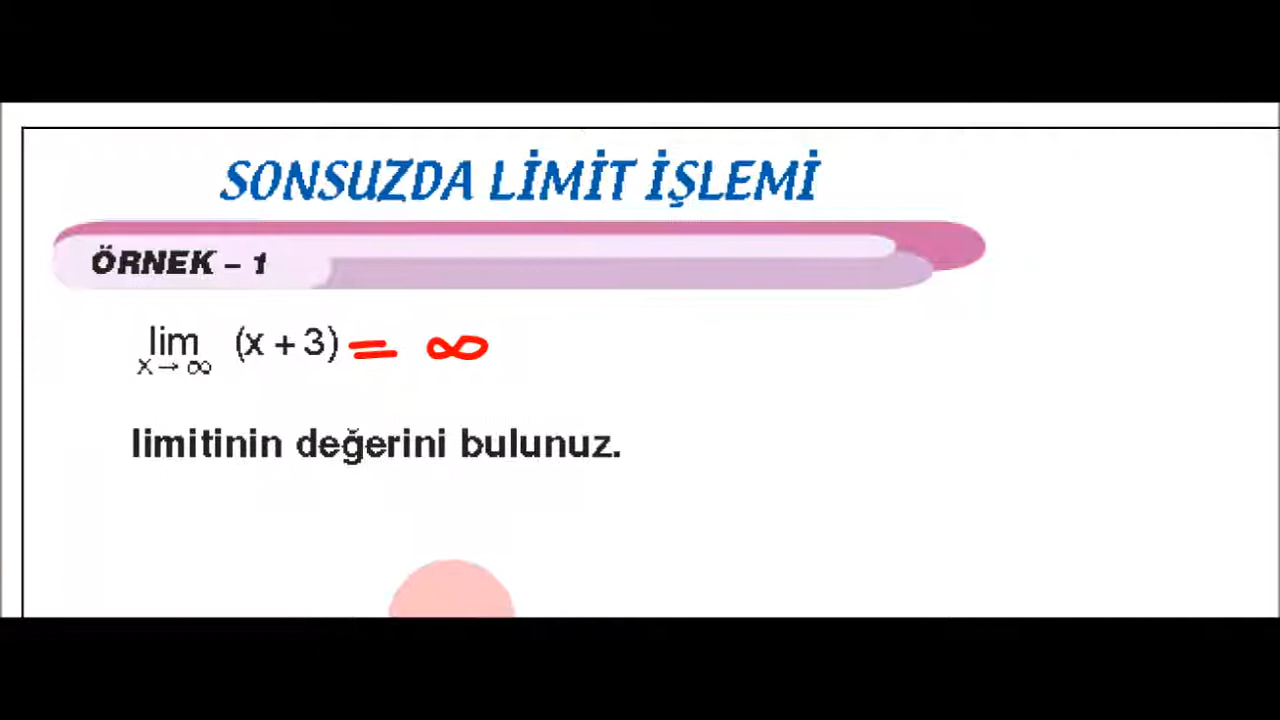 SONSUZDA LİMİT İŞLEMİ
ÖRNEK – 1
lim (x + 3) = ∞
x → ∞
limitinin değerini bulunuz.